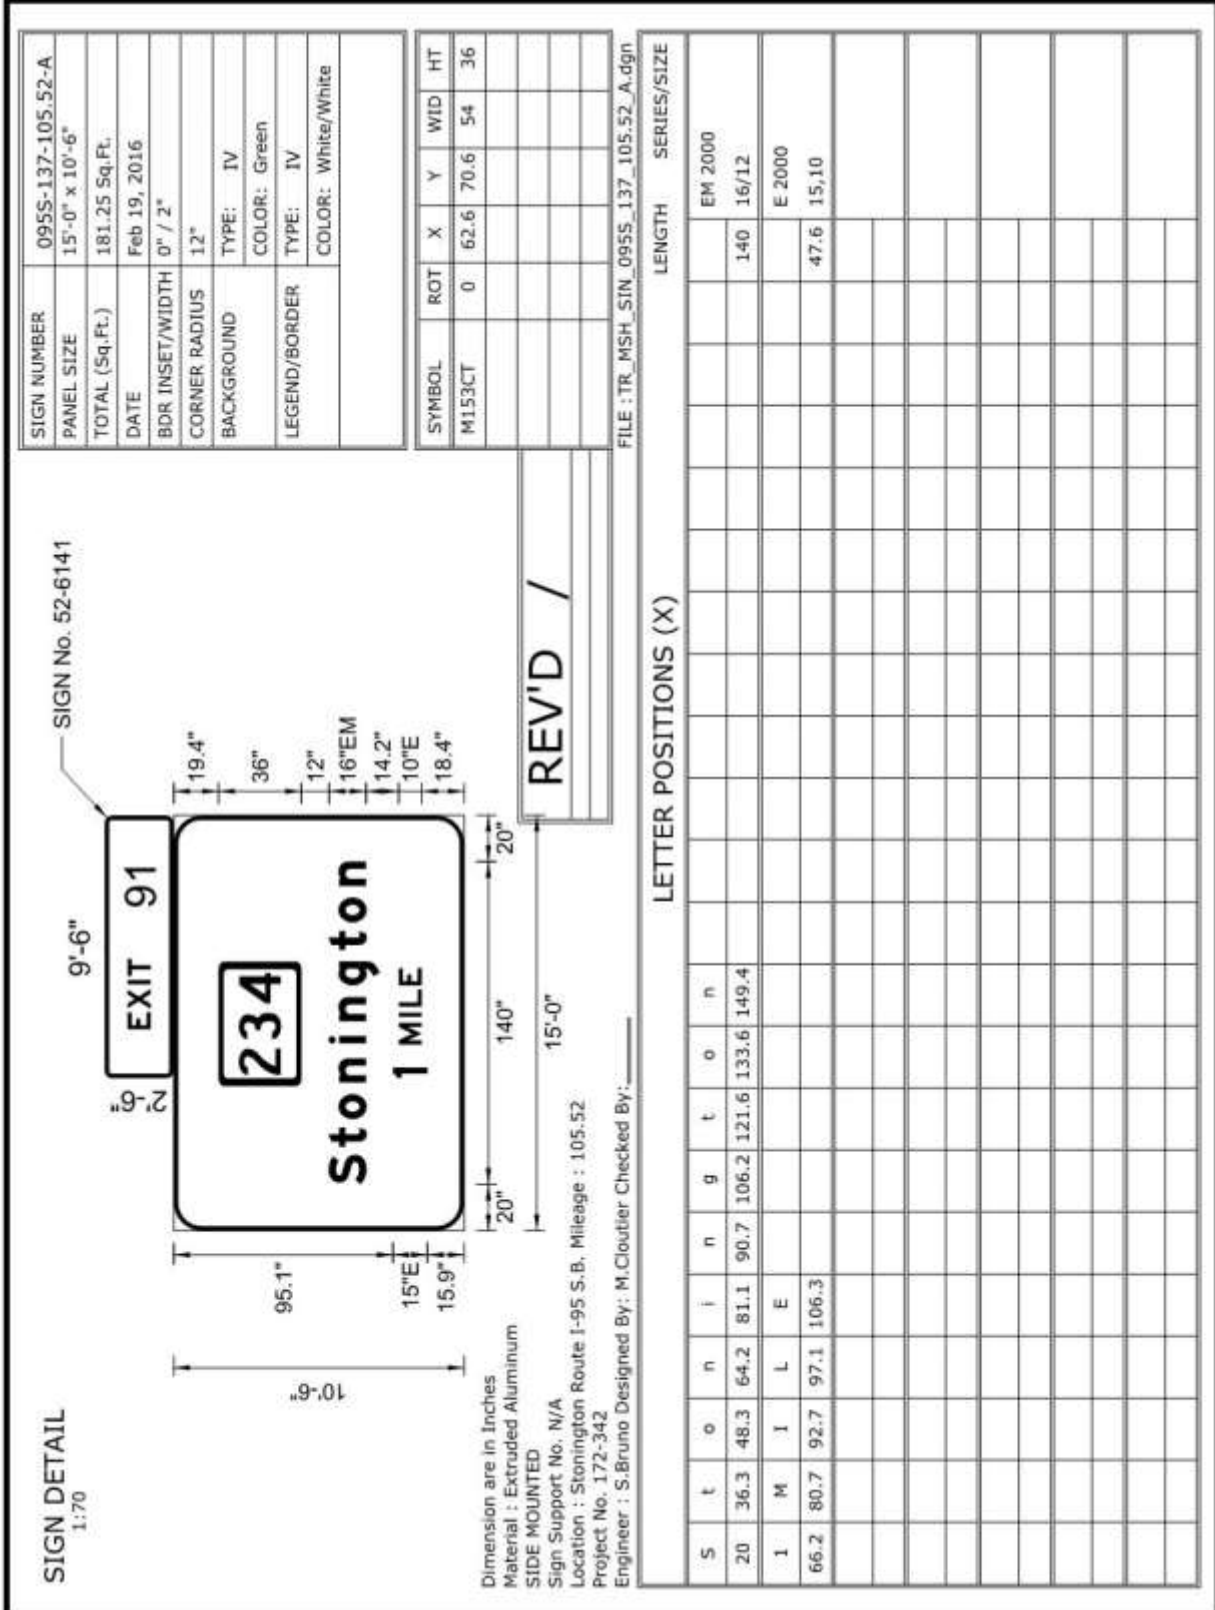 SIGN DETAIL
1:70
SIGN No. 52-6141
9'-6"
2'-6"
EXIT 91
234
Stonington
1 MILE
10'-6"
95.1"
15"E
15.9"
19.4"
36"
12"
16"EM
14.2"
10"E
18.4"
20" 140" 20"
15'-0"
Dimension are in Inches
Material : Extruded Aluminum
SIDE MOUNTED
Sign Support No. N/A
Location : Stonington Route I-95 S.B. Mileage : 105.52
Project No. 172-342
Engineer : S.Bruno Designed By: M.Cloutier Checked By:
REV'D /
SIGN NUMBER 095S-137-105.52-A
PANEL SIZE 15'-0" x 10'-6"
TOTAL (Sq.Ft.) 181.25 Sq.Ft.
DATE Feb 19, 2016
BDR INSET/WIDTH 0" / 2"
CORNER RADIUS 12"
BACKGROUND TYPE: IV
COLOR: Green
LEGEND/BORDER TYPE: IV
COLOR: White/White
SYMBOL ROT X Y WID HT
M153CT 0 62.6 70.6 54 36
FILE : TR_MSH_SIN_095S_137_105.52_A.dgn
LETTER POSITIONS (X) LENGTH SERIES/SIZE
S t o n i n g t o n EM 2000
20 36.3 48.3 64.2 81.1 90.7 106.2 121.6 133.6 149.4 140 16/12
1 M I L E E 2000
66.2 80.7 92.7 97.1 106.3 47.6 15,10